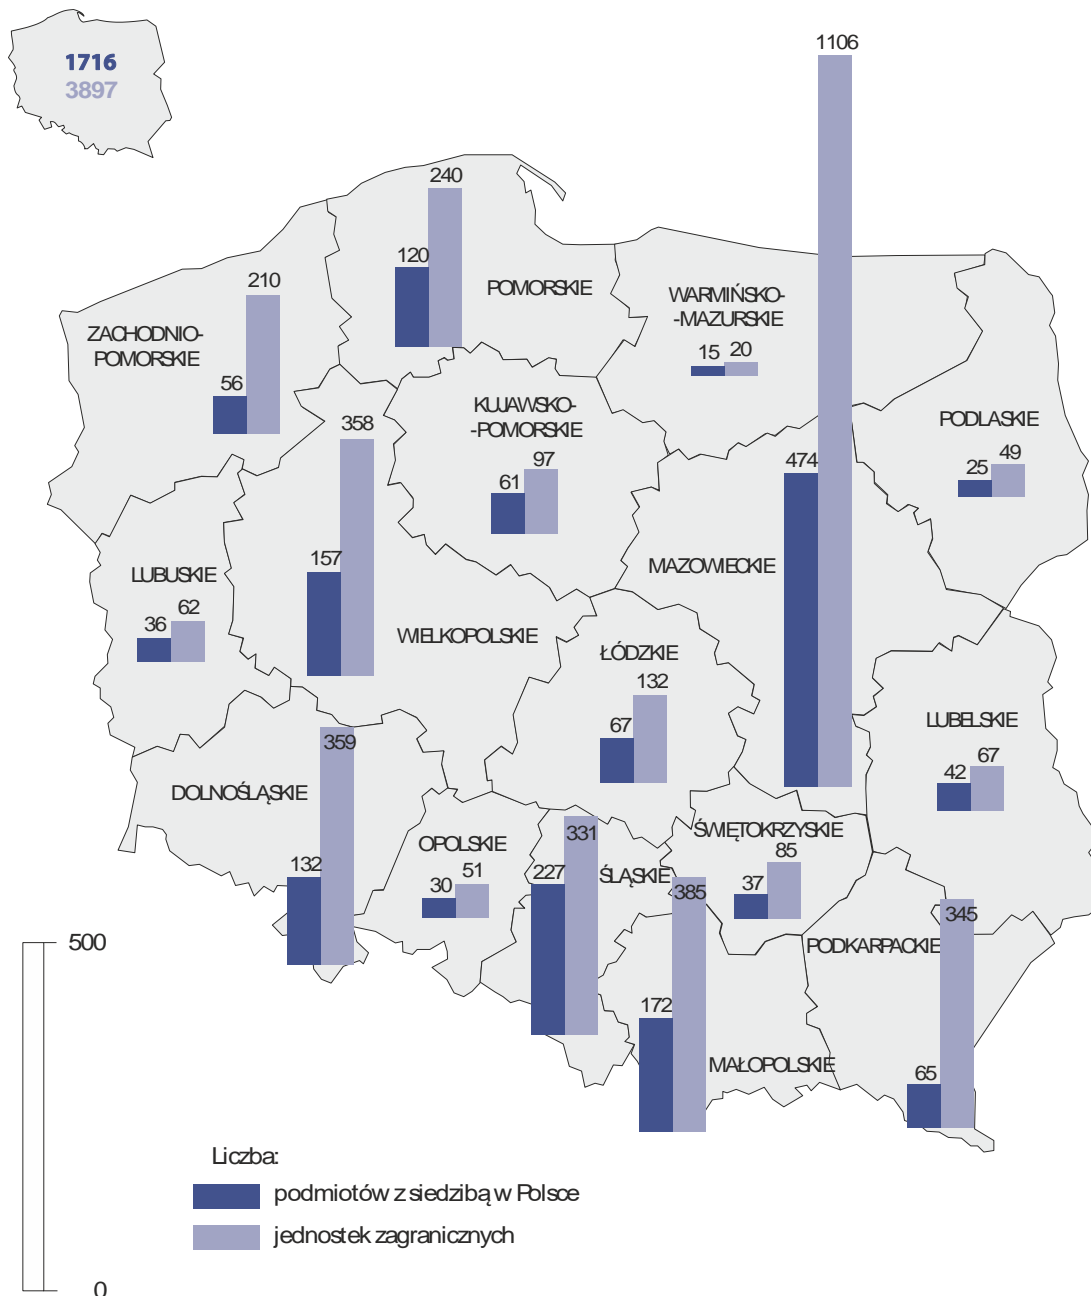 1716
3897
1106
240
120
POMORSKIE
WARMIŃSKO-
-MAZURSKIE
15
20
210
ZACHODNIO-
POMORSKIE
56
358
KUJAWSKO-
-POMORSKIE
61
97
PODLASKIE
25
49
474
MAZOWIECKIE
157
WIELKOPOLSKIE
LUBUSKIE
36
62
ŁÓDZKIE
67
132
LUBELSKIE
42
67
359
DOLNOŚLĄSKIE
132
OPOLSKIE
30
51
331
227
ŚLĄSKIE
ŚWIĘTOKRZYSKIE
37
85
385
172
MAŁOPOLSKIE
345
PODKARPACKIE
65
500
0
Liczba:
podmiotów z siedzibą w Polsce
jednostek zagranicznych